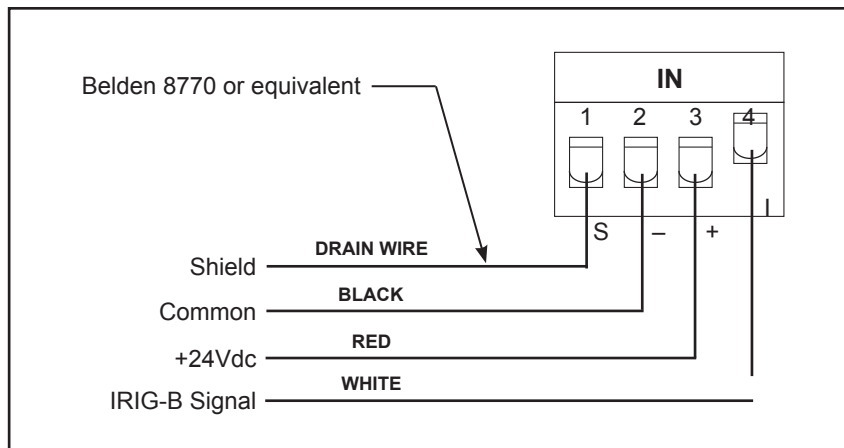 IN
Belden 8770 or equivalent
1 2 3 4
S – + I
DRAIN WIRE
Shield
BLACK
Common
RED
+24Vdc
WHITE
IRIG-B Signal